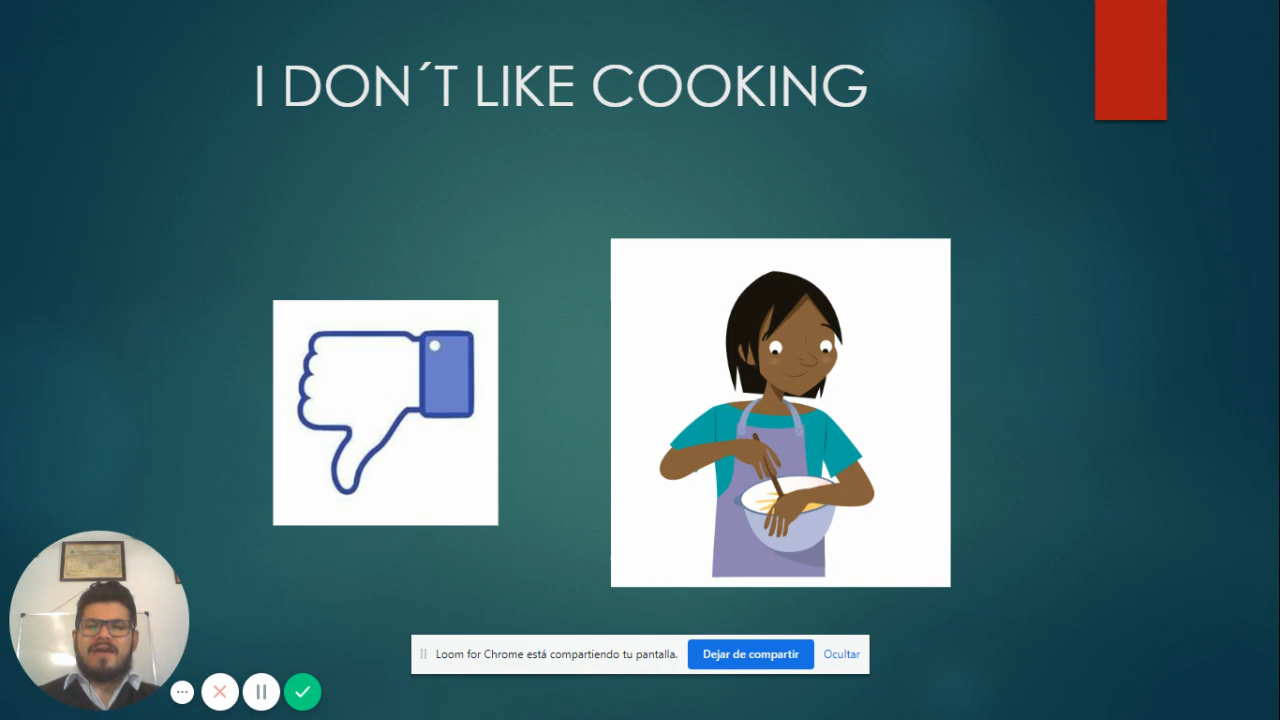 I DON´T LIKE COOKING
Loom for Chrome está compartiendo tu pantalla. Dejar de compartir Ocultar